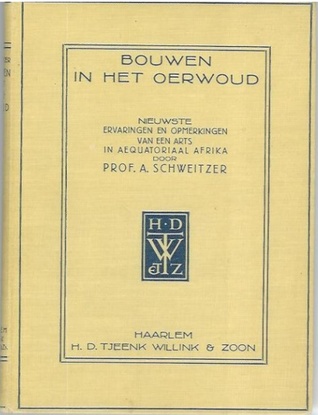 BOUWEN
IN HET OERWOUD
NIEUWSTE
ERVARINGEN EN OPMERKINGEN
VAN EEN ARTS
IN AEQUATORIAAL AFRIKA
DOOR
PROF. A. SCHWEITZER
H·D
TW
&Z
HAARLEM
H. D. TJEENK WILLINK & ZOON